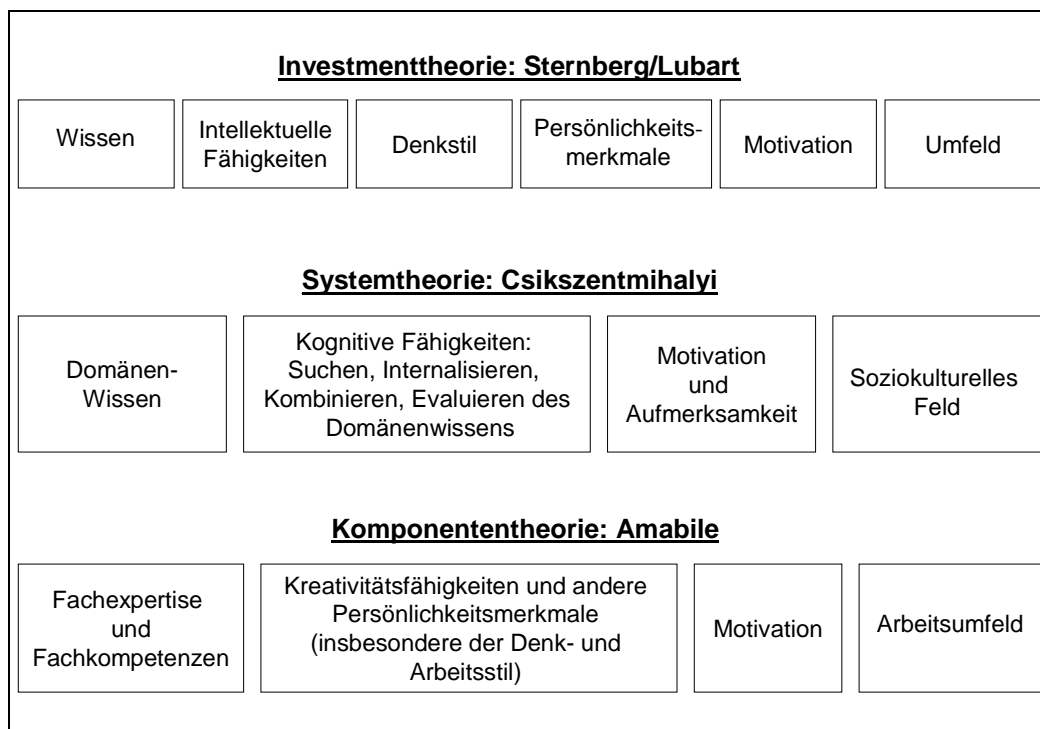 Investmenttheorie: Sternberg/Lubart
Wissen
Intellektuelle
Fähigkeiten
Denkstil
Persönlichkeits-
merkmale
Motivation
Umfeld
Systemtheorie: Csikszentmihalyi
Domänen-
Wissen
Kognitive Fähigkeiten:
Suchen, Internalisieren,
Kombinieren, Evaluieren des
Domänenwissens
Motivation
und
Aufmerksamkeit
Soziokulturelles
Feld
Komponententheorie: Amabile
Fachexpertise
und
Fachkompetenzen
Kreativitätsfähigkeiten und andere
Persönlichkeitsmerkmale
(insbesondere der Denk- und
Arbeitsstil)
Motivation
Arbeitsumfeld